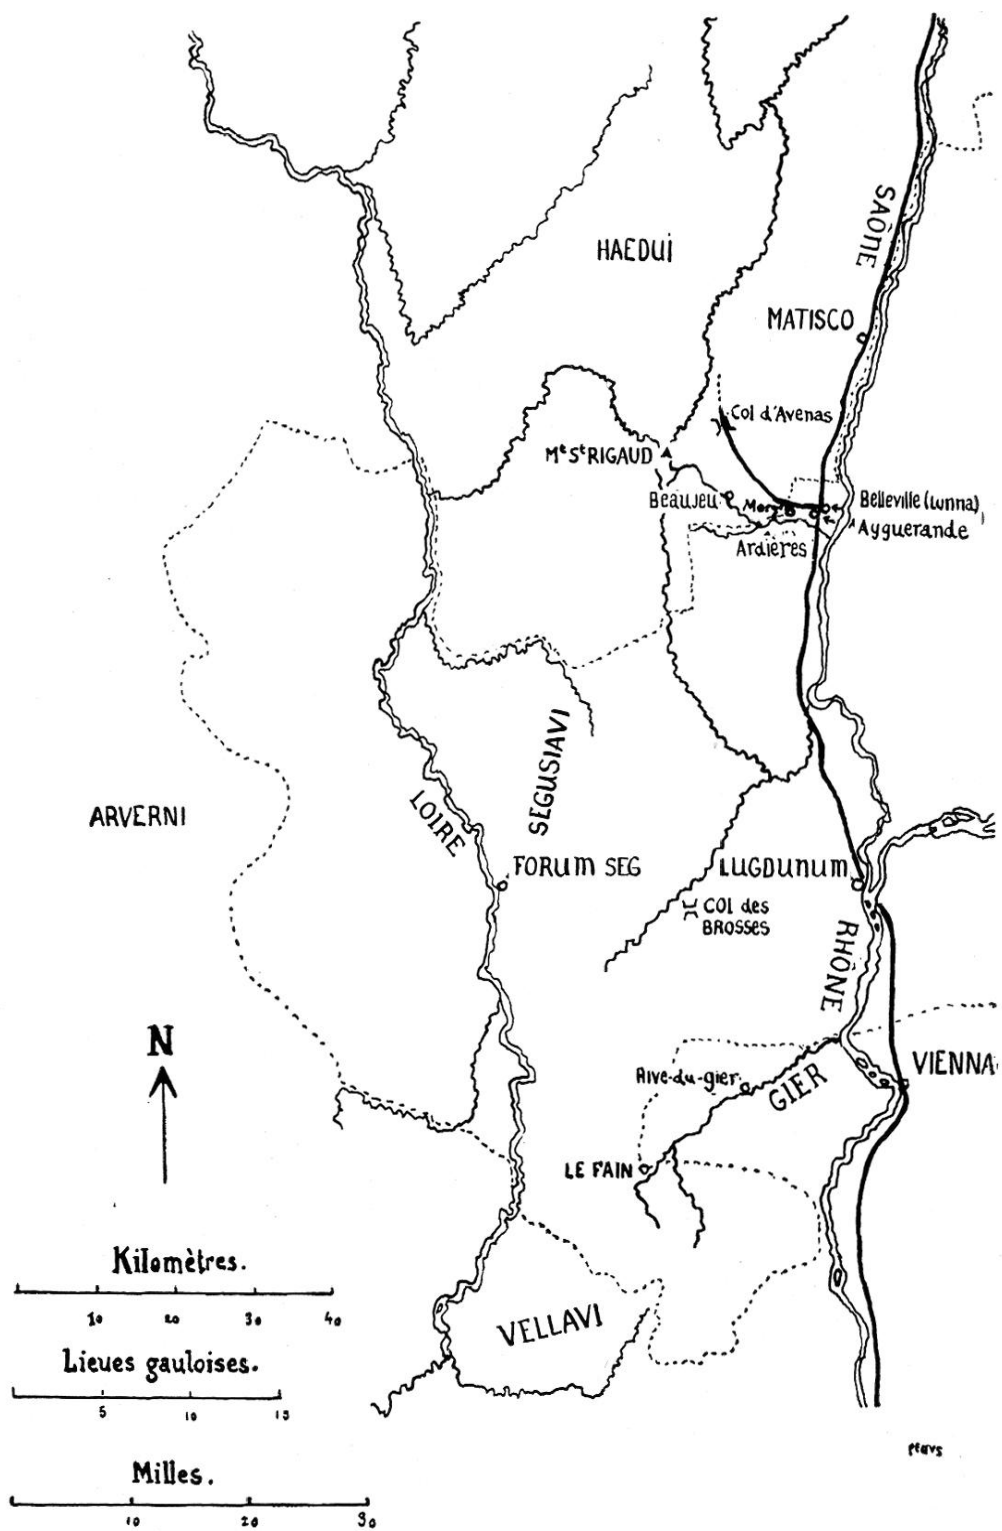 SAÔNE
HAEDUI
MATISCO
Col d'Avenas
Mt St RIGAUD
Beaujeu
Belleville (Lunna)
Ayguerande
Ardières
SEGUSIAVI
ARVERNI
LOIRE
FORUM SEG
LUGDUNUM
COL des
BROSSES
RHÔNE
N
VIENNA
Rive-du-gier
GIER
LE FAIN
Kilomètres.
10 20 30 40
VELLAVI
Lieues gauloises.
5 10 15
Milles.
10 20 30